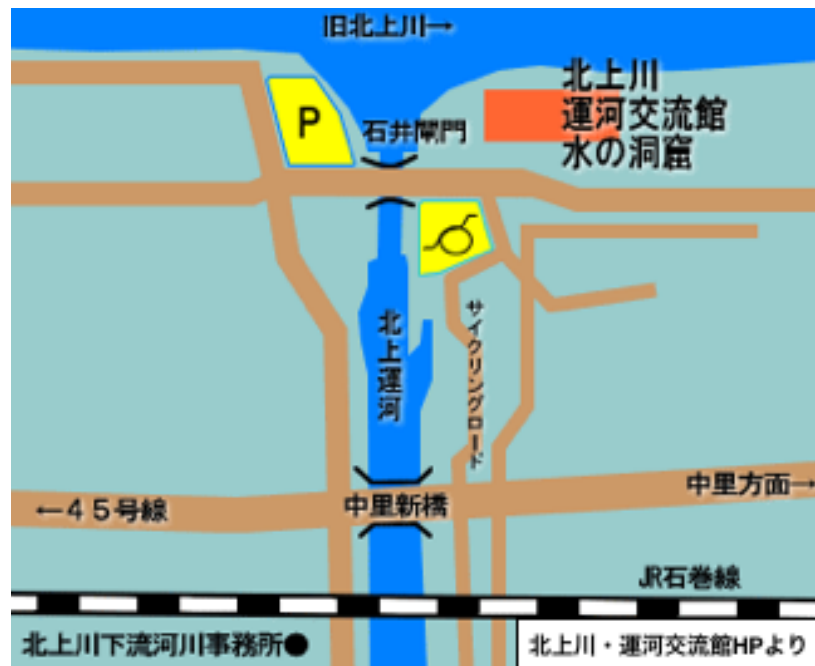 旧北上川→
北上川
運河交流館
水の洞窟
P
石井閘門
北上運河
サイクリングロード
中里方面→
←45号線
中里新橋
JR石巻線
北上川下流河川事務所●
北上川・運河交流館HPより